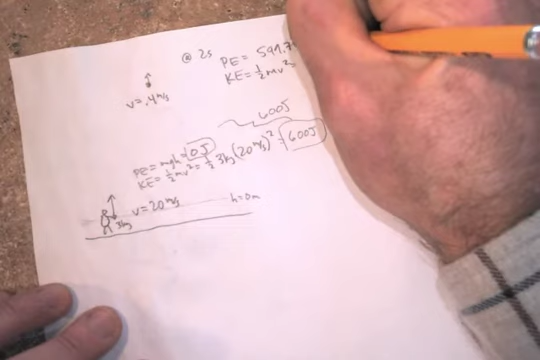 @ 2s
PE = 591.7
KE = ½mv² =
v = .4 m/s
600J
PE = mgh = 0J
KE = ½mv² = ½ 3kg (20 m/s)² = 600J
v = 20 m/s
h = 0m
3kg